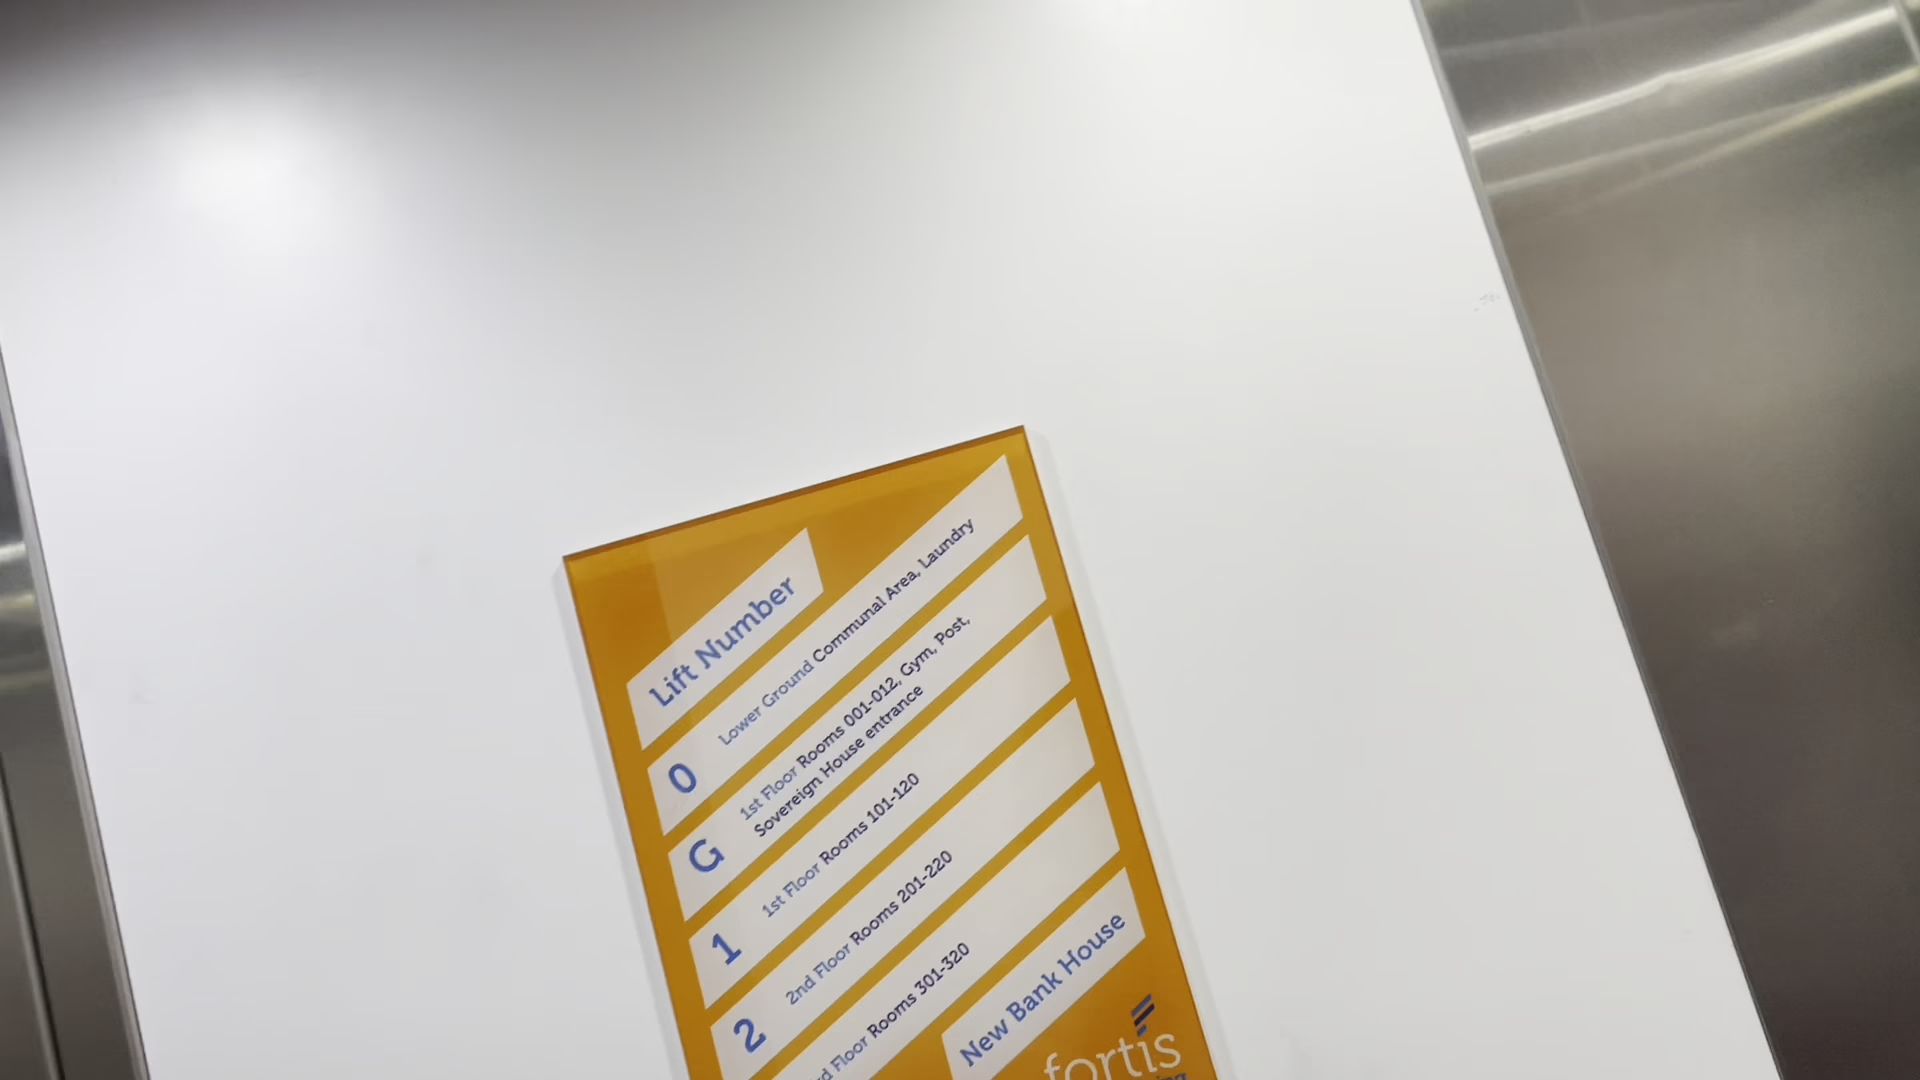 Lift Number
0 Lower Ground Communal Area, Laundry
G 1st Floor Rooms 001-012, Gym, Post,
Sovereign House entrance
1 1st Floor Rooms 101-120
2 2nd Floor Rooms 201-220
Floor Rooms 301-320
New Bank House
fortis